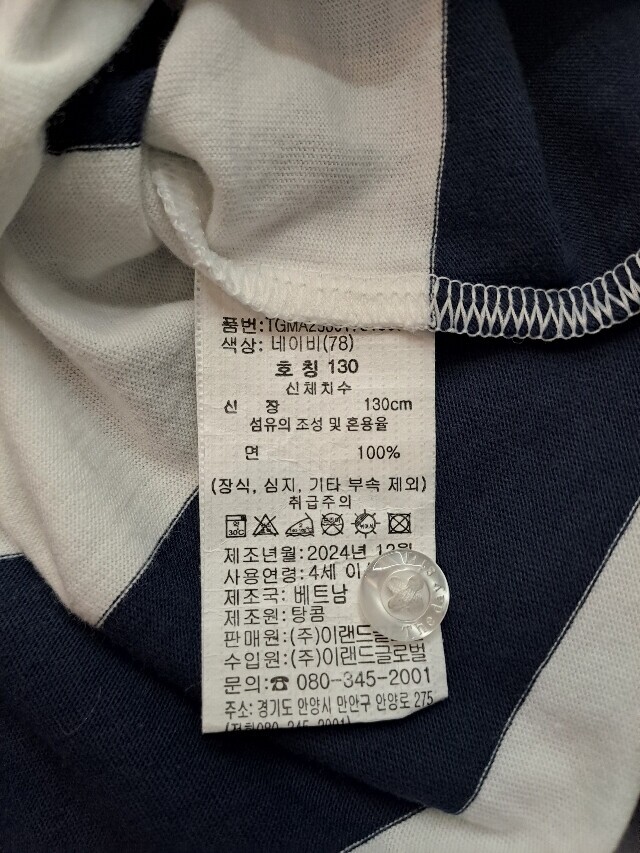 품번:
색상: 네이비(78)
호 칭 130
신체치수
신 장 130cm
섬유의 조성 및 혼용율
면 100%
(장식, 심지, 기타 부속 제외)
취급주의
30℃
제조년월: 2024년 12월
사용연령: 4세
제조국: 베트남
제조원: 탕콤
판매원: (주)이랜드글로벌
수입원: (주)이랜드글로벌
문의:☎ 080-345-2001
주소: 경기도 안양시 만안구 안양로 275